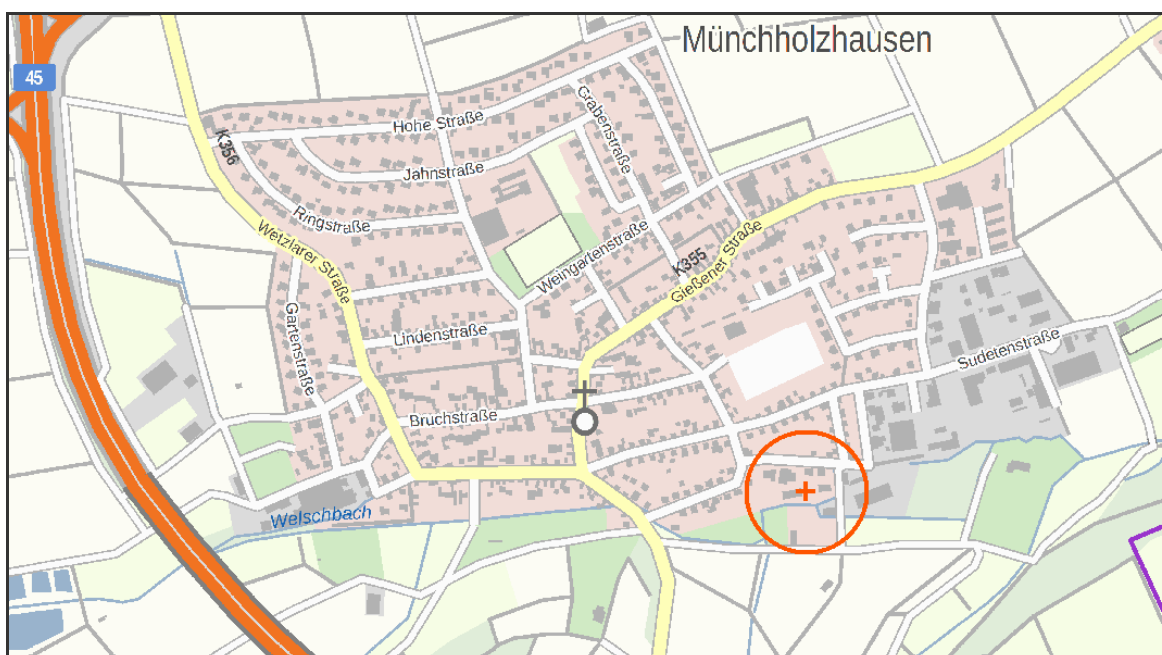 Münchholzhausen
45
Hohe Straße
Grabenstraße
K356
Jahnstraße
Ringstraße
Wetzlarer Straße
Weingartenstraße
K355
Gießener Straße
Gartenstraße
Lindenstraße
Sudetenstraße
Bruchstraße
Welschbach